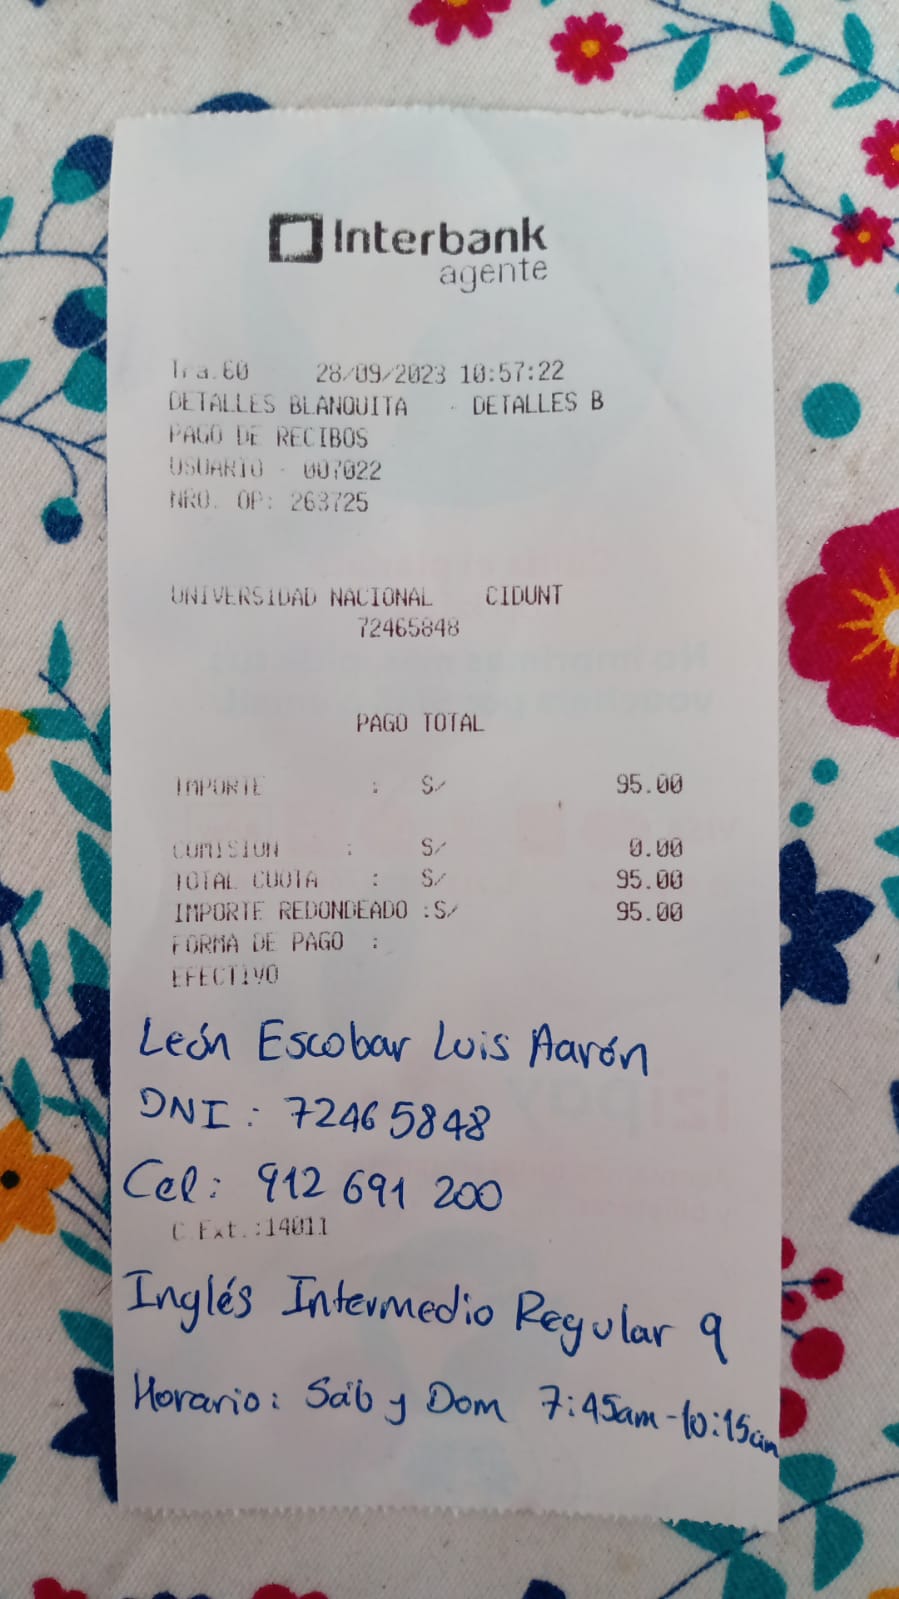 Interbank
agente
Tra.60 28/09/2023 10:57:22
DETALLES BLANQUITA - DETALLES B
PAGO DE RECIBOS
USUARIO - 007022
NRO. OP: 263725
UNIVERSIDAD NACIONAL CIDUNT
72465848
PAGO TOTAL
IMPORTE : S/ 95.00
COMISION : S/ 0.00
TOTAL CUOTA : S/ 95.00
IMPORTE REDONDEADO :S/ 95.00
FORMA DE PAGO :
EFECTIVO
León Escobar Luis Aarón
DNI: 72465848
Cel: 912 691 200
C Ext.:14011
Inglés Intermedio Regular 9
Horario: Sáb y Dom 7:45am-10:15am